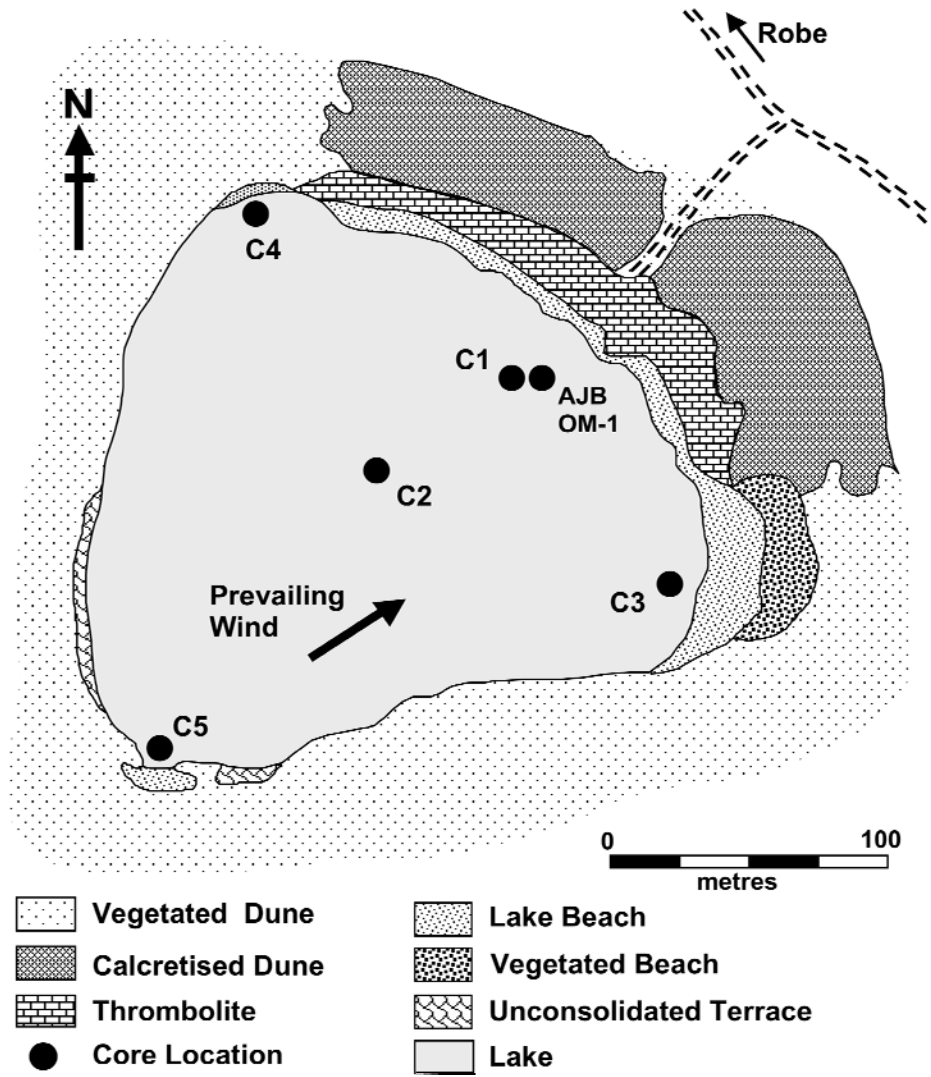 Robe
N
C4
C1
AJB
OM-1
C2
Prevailing
Wind
C3
C5
0
100
metres
Vegetated Dune
Lake Beach
Calcretised Dune
Vegetated Beach
Thrombolite
Unconsolidated Terrace
Core Location
Lake